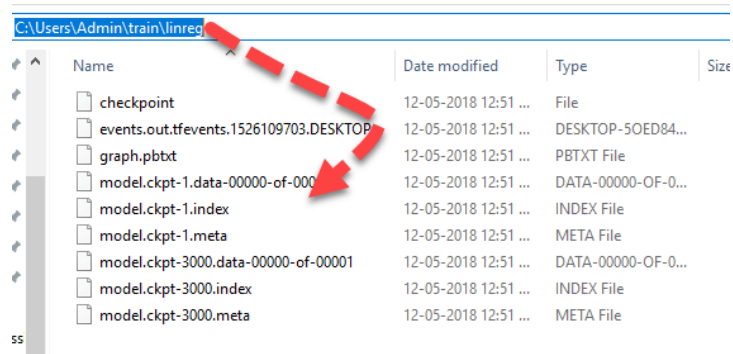 C:\Users\Admin\train\linreg
Name Date modified Type Size
checkpoint 12-05-2018 12:51 ... File
events.out.tfevents.1526109703.DESKTOP 12-05-2018 12:51 ... DESKTOP-5OED84...
graph.pbtxt 12-05-2018 12:51 ... PBTXT File
model.ckpt-1.data-00000-of-000 12-05-2018 12:51 ... DATA-00000-OF-0...
model.ckpt-1.index 12-05-2018 12:51 ... INDEX File
model.ckpt-1.meta 12-05-2018 12:51 ... META File
model.ckpt-3000.data-00000-of-00001 12-05-2018 12:51 ... DATA-00000-OF-0...
model.ckpt-3000.index 12-05-2018 12:51 ... INDEX File
model.ckpt-3000.meta 12-05-2018 12:51 ... META File
ss